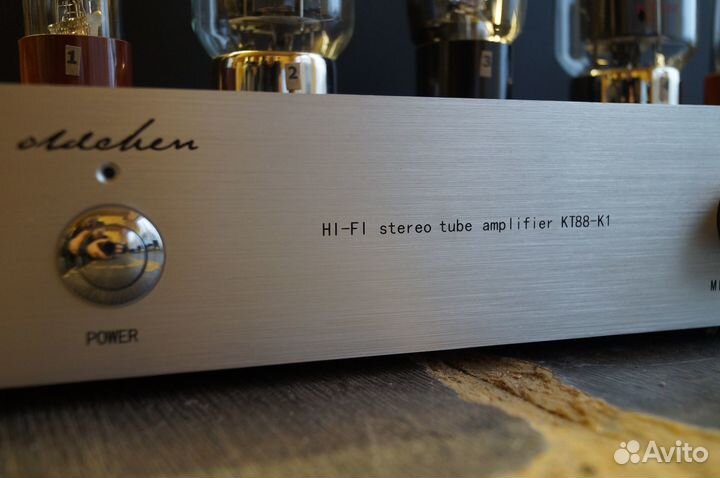 1
2
3
oldchen
HI-FI stereo tube amplifier KT88-K1
POWER
Avito